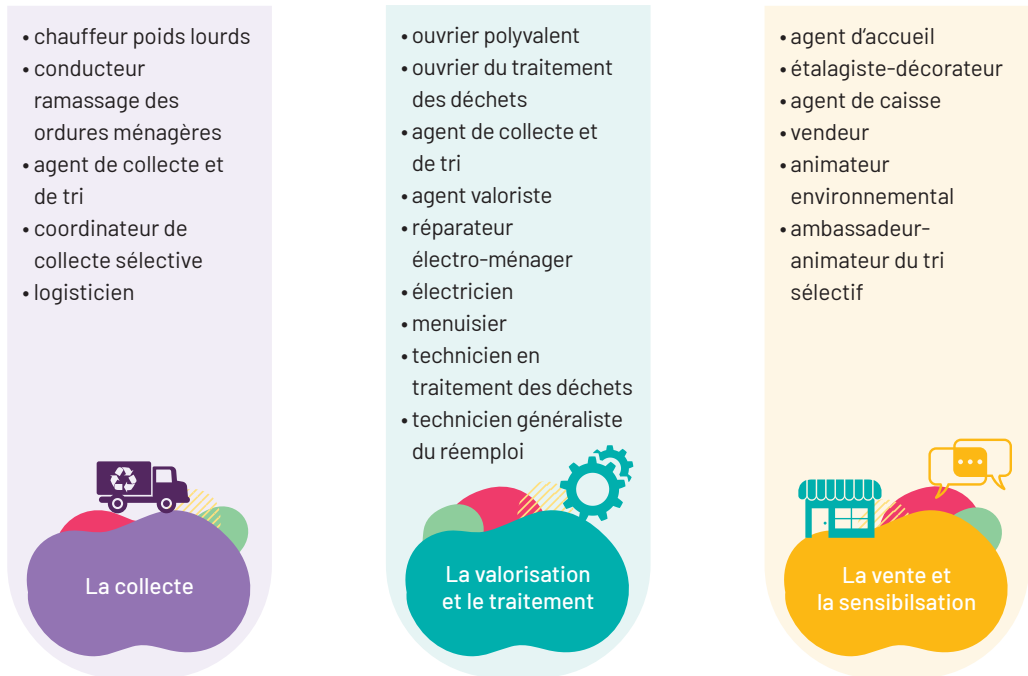 • chauffeur poids lourds
• conducteur
ramassage des
ordures ménagères
• agent de collecte et
de tri
• coordinateur de
collecte sélective
• logisticien
La collecte
• ouvrier polyvalent
• ouvrier du traitement
des déchets
• agent de collecte et
de tri
• agent valoriste
• réparateur
électro-ménager
• électricien
• menuisier
• technicien en
traitement des déchets
• technicien généraliste
du réemploi
La valorisation
et le traitement
• agent d'accueil
• étalagiste-décorateur
• agent de caisse
• vendeur
• animateur
environnemental
• ambassadeur-
animateur du tri
sélectif
La vente et
la sensibilsation